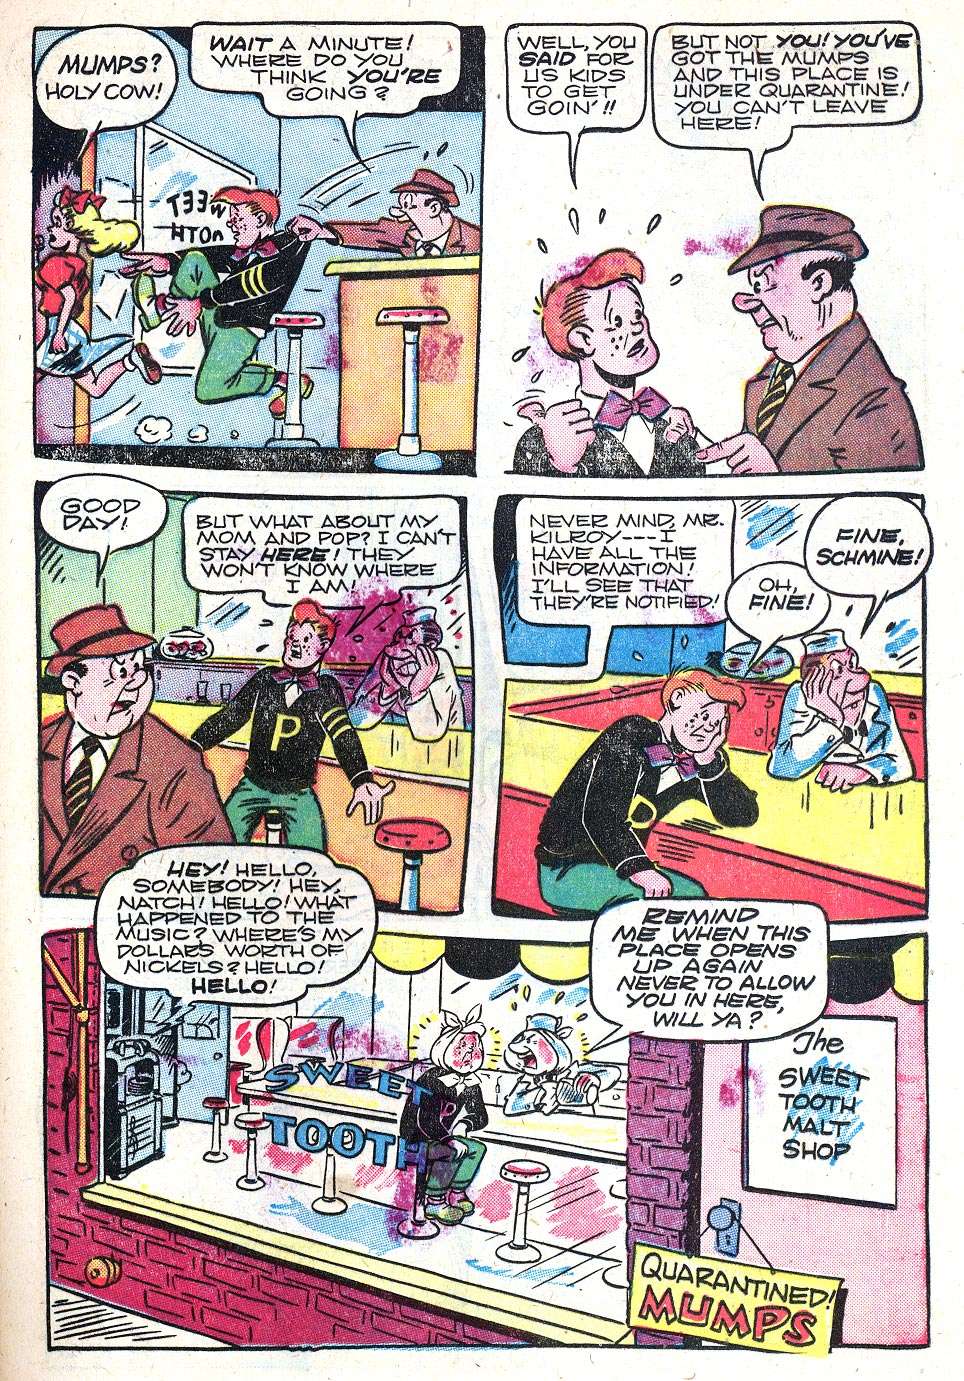 MUMPS?
HOLY COW!
WAIT A MINUTE!
WHERE DO YOU
THINK YOU'RE
GOING?
WELL, YOU
SAID FOR
US KIDS
TO GET
GOIN'!!
BUT NOT YOU! YOU'VE
GOT THE MUMPS
AND THIS PLACE IS
UNDER QUARANTINE!
YOU CAN'T LEAVE
HERE!
GOOD
DAY!
BUT WHAT ABOUT MY
MOM AND POP? I CAN'T
STAY HERE! THEY
WON'T KNOW WHERE
I AM!
P
NEVER MIND, MR.
KILROY---I
HAVE ALL THE
INFORMATION!
I'LL SEE THAT
THEY'RE NOTIFIED!
OH,
FINE!
FINE,
SCHMINE!
HEY! HELLO,
SOMEBODY! HEY,
NATCH! HELLO! WHAT
HAPPENED TO THE
MUSIC? WHERE'S MY
DOLLAR'S WORTH OF
NICKELS? HELLO!
HELLO!
REMIND
ME WHEN THIS
PLACE OPENS
UP AGAIN
NEVER TO ALLOW
YOU IN HERE,
WILL YA?
SWEET
TOOTH
P
The
SWEET
TOOTH
MALT
SHOP
QUARANTINED!
MUMPS